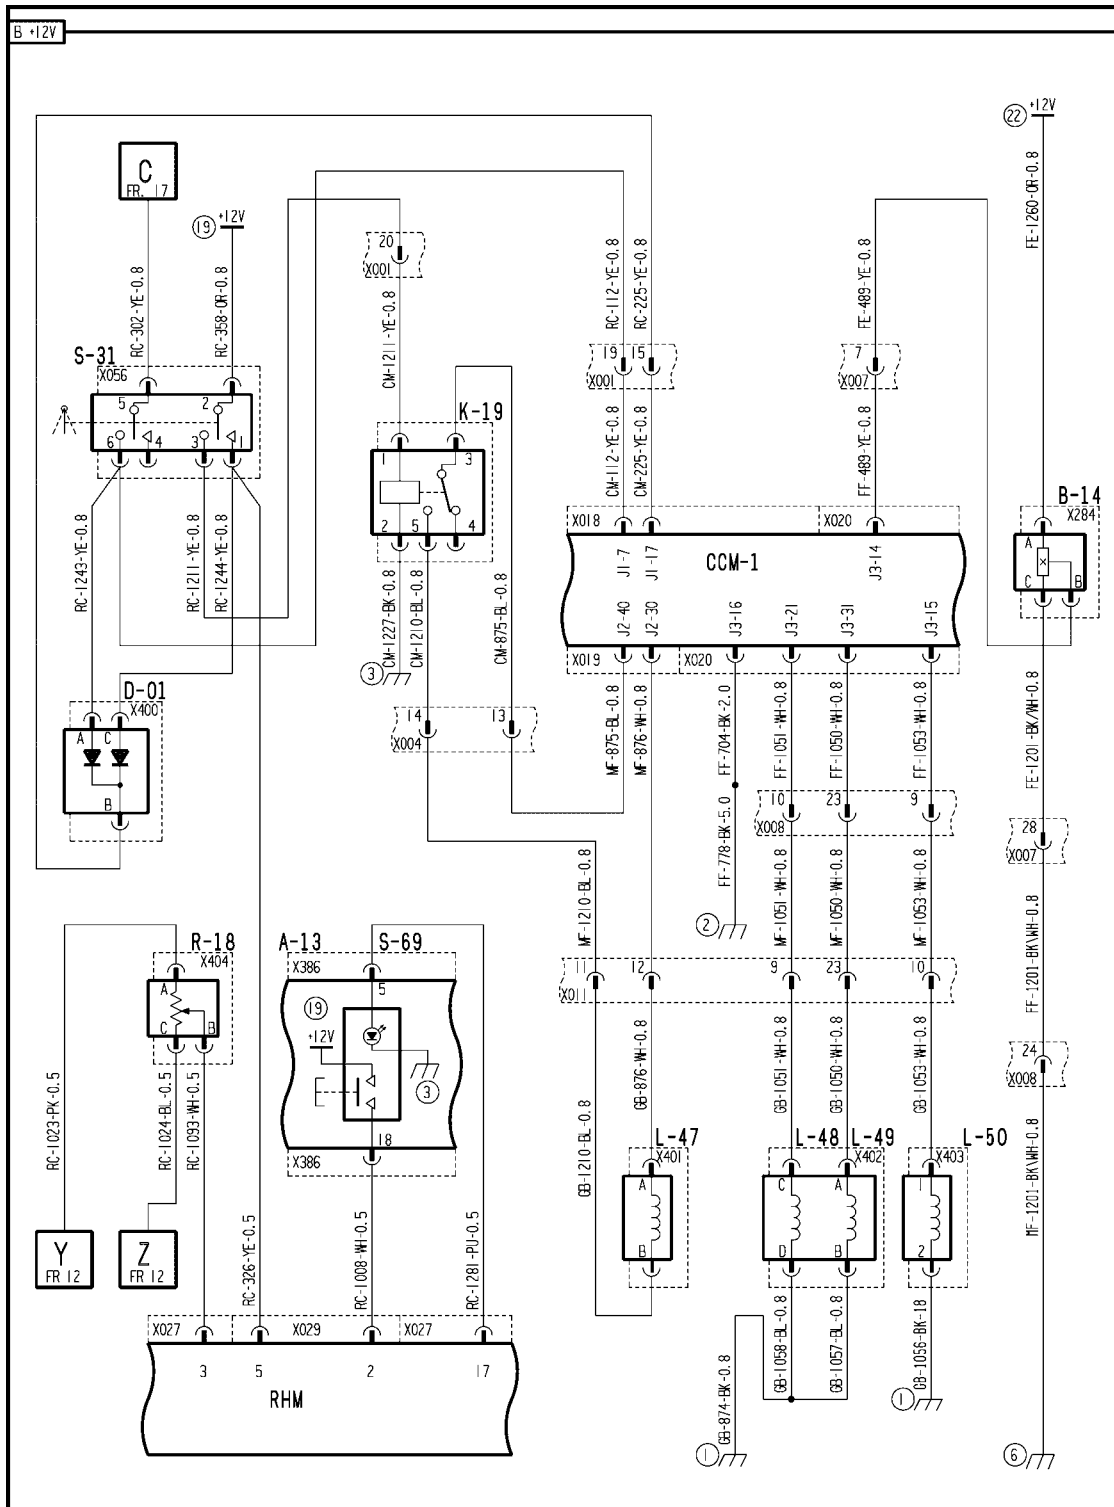 B +12V
22 +12V
C
FR. 17
19 +12V
20
X001
RC-302-YE-0.8
RC-358-OR-0.8
CM-1211-YE-0.8
RC-112-YE-0.8
RC-225-YE-0.8
FE-489-YE-0.8
FE-1260-OR-0.8
S-31
X056
19 15
X001
7
X007
5 2
6 4 3 1
K-19
1 3
2 5 4
CM-112-YE-0.8
CM-225-YE-0.8
FF-489-YE-0.8
B-14
X284
X018
X020
A
C B
J1-7
J1-17
CCM-1
J3-14
RC-1243-YE-0.8
RC-1211-YE-0.8
RC-1244-YE-0.8
CM-1227-BK-0.8
CM-1210-BL-0.8
CM-875-BL-0.8
J2-40
J2-30
J3-16
J3-21
J3-31
J3-15
X019
X020
3
D-01
X400
A C
B
14 13
X004
MF-875-BL-0.8
MF-876-WH-0.8
FF-704-BK-2.0
FF-1051-WH-0.8
FF-1050-WH-0.8
FF-1053-WH-0.8
FE-1201-BK/WH-0.8
10 23 9
X008
28
X007
FF-778-BK-5.0
MF-1210-BL-0.8
MF-1051-WH-0.8
MF-1050-WH-0.8
MF-1053-WH-0.8
FF-1201-BK\WH-0.8
2
R-18
X404
A
C B
A-13
S-69
X386
5
19
+12V
3
18
X386
11 12 9 23 10
X011
24
X008
RC-1023-PK-0.5
RC-1024-BL-0.5
RC-1093-WH-0.5
GB-1210-BL-0.8
GB-876-WH-0.8
GB-1051-WH-0.8
GB-1050-WH-0.8
GB-1053-WH-0.8
MF-1201-BK\WH-0.8
L-47
X401
A
B
L-48 L-49
X402
C A
D B
L-50
X403
1
2
Y
FR 12
Z
FR 12
RC-326-YE-0.5
RC-1008-WH-0.5
RC-1281-PU-0.5
GB-874-BK-0.8
GB-1058-BL-0.8
GB-1057-BL-0.8
GB-1056-BK-18
X027
X029
X027
3 5 2 17
RHM
1
1
6